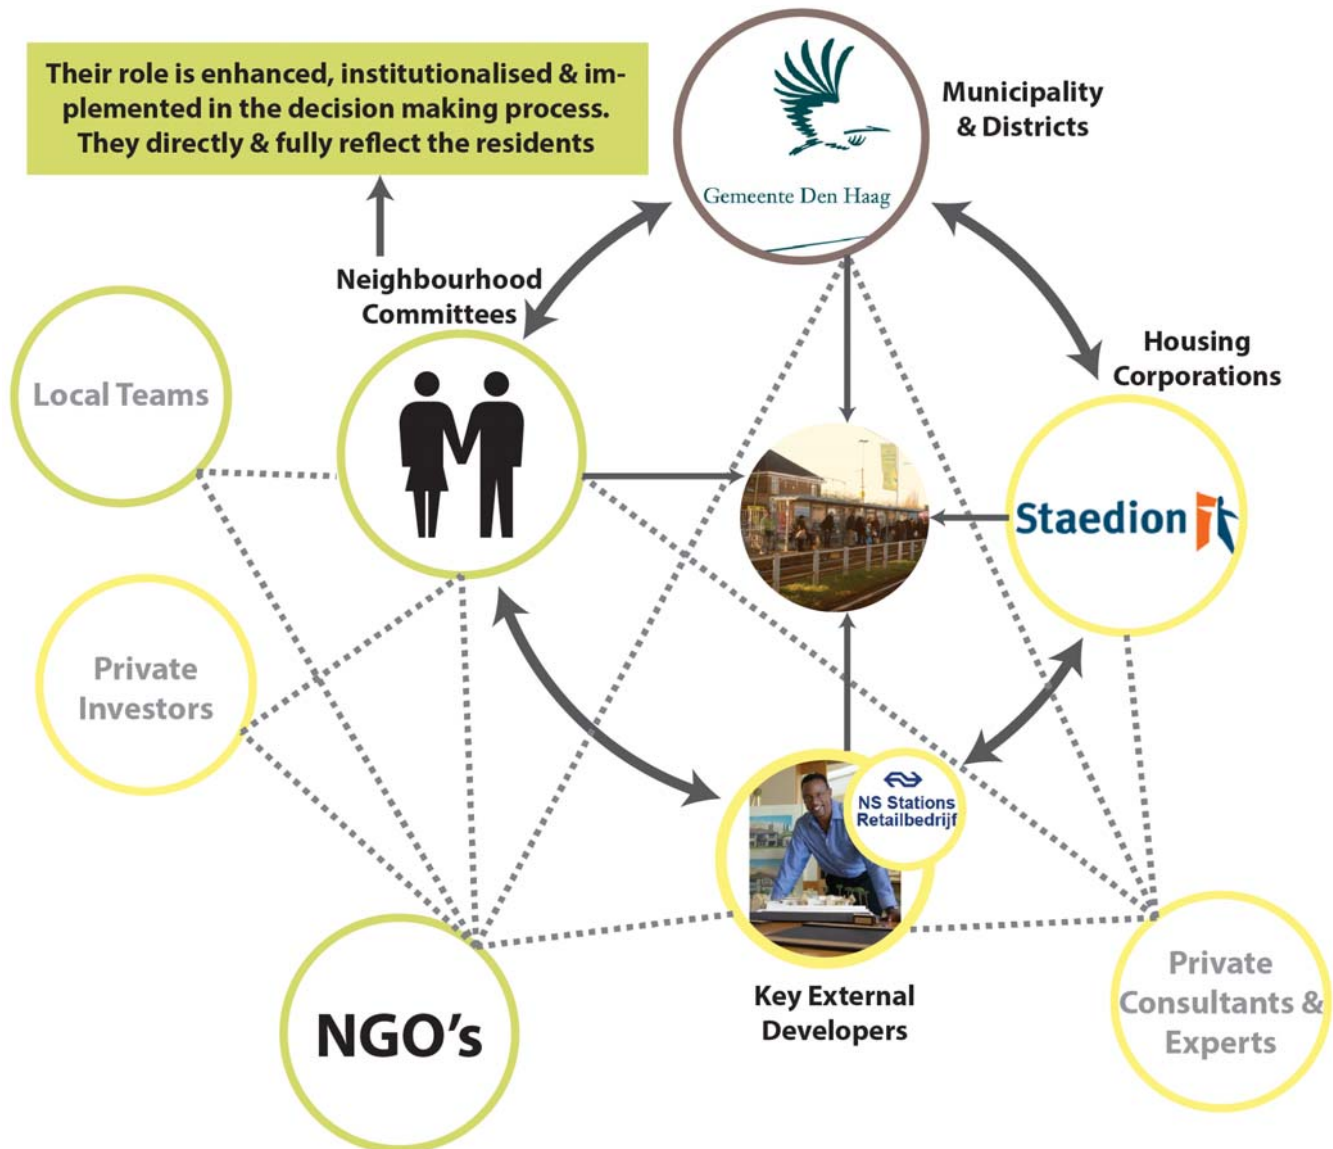 Their role is enhanced, institutionalised & im-
plemented in the decision making process.
They directly & fully reflect the residents
Gemeente Den Haag
Municipality
& Districts
Neighbourhood
Committees
Housing
Corporations
Local Teams
Staedion
Private
Investors
NS Stations
Retailbedrijf
Key External
Developers
NGO's
Private
Consultants &
Experts